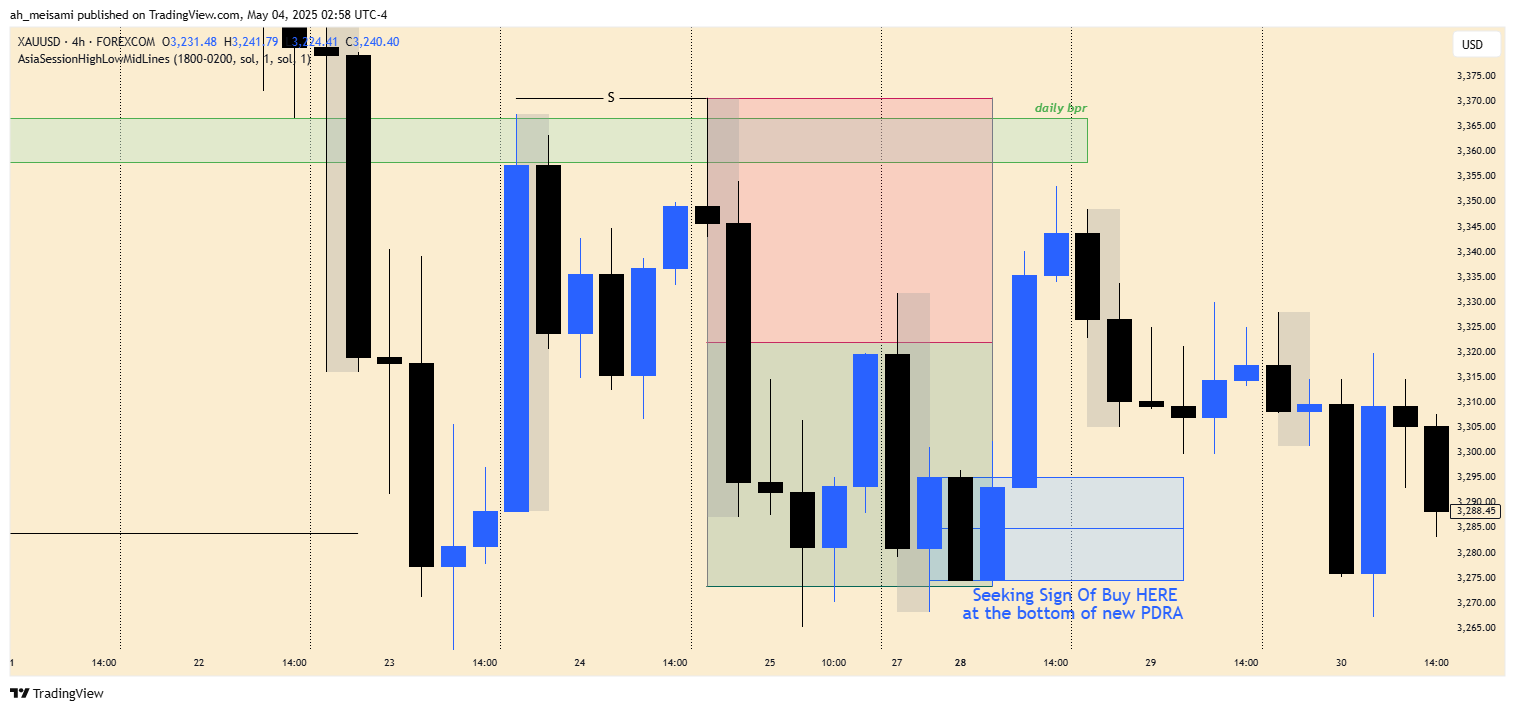 ah_meisami published on TradingView.com, May 04, 2025 02:58 UTC-4
XAUUSD · 4h · FOREXCOM O3,231.48 H3,241.79 L3,224.41 C3,240.40
AsiaSessionHighLowMidLines (1800-0200, sol, 1, sol, 1)
USD
S
daily bpr
3,375.00
3,370.00
3,365.00
3,360.00
3,355.00
3,350.00
3,345.00
3,340.00
3,335.00
3,330.00
3,325.00
3,320.00
3,315.00
3,310.00
3,305.00
3,300.00
3,295.00
3,290.00
3,288.45
3,285.00
3,280.00
3,275.00
3,270.00
3,265.00
Seeking Sign Of Buy HERE
at the bottom of new PDRA
1 14:00 22 14:00 23 14:00 24 14:00 25 10:00 27 28 14:00 29 14:00 30 14:00
TradingView